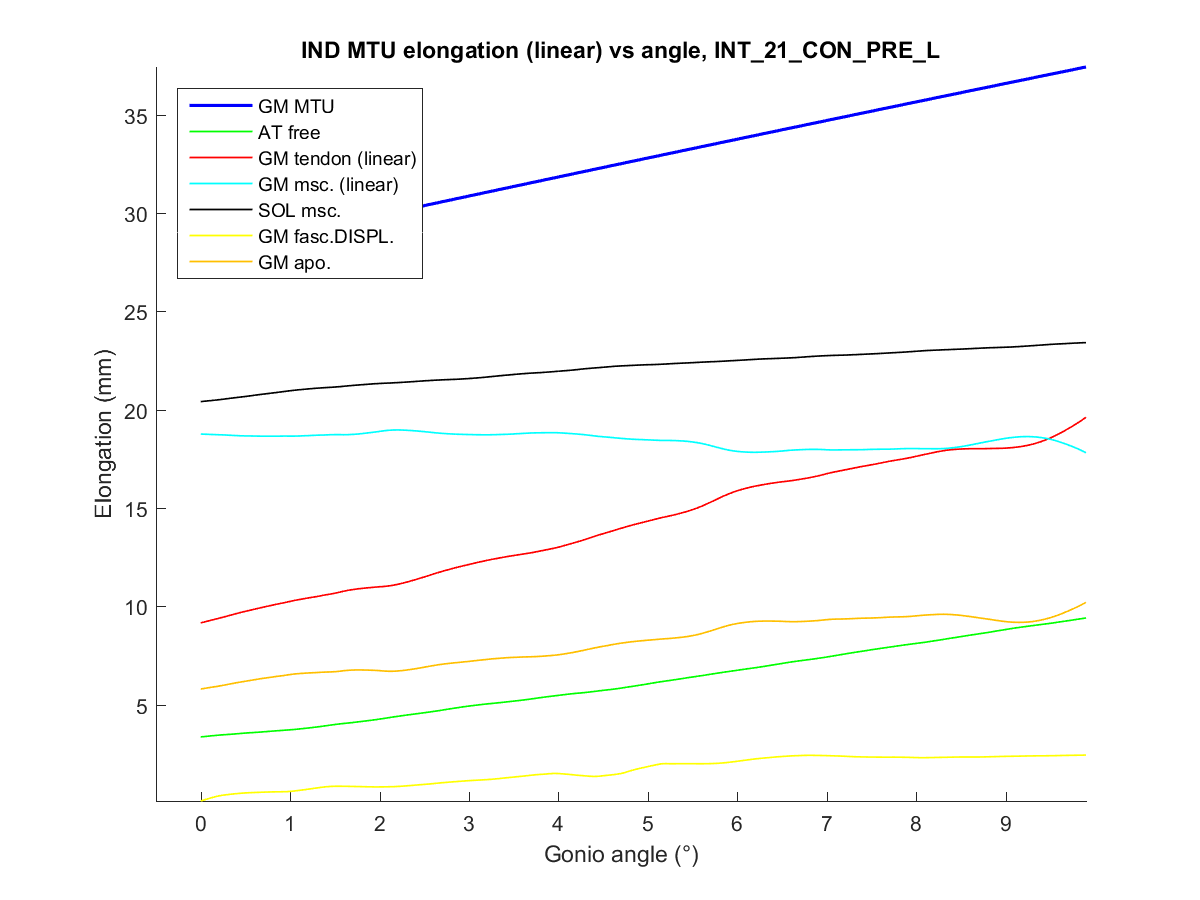 IND MTU elongation (linear) vs angle, INT_21_CON_PRE_L
GM MTU
AT free
GM tendon (linear)
GM msc. (linear)
SOL msc.
GM fasc.DISPL.
GM apo.
35
30
25
20
15
10
5
Elongation (mm)
0 1 2 3 4 5 6 7 8 9
Gonio angle (°)